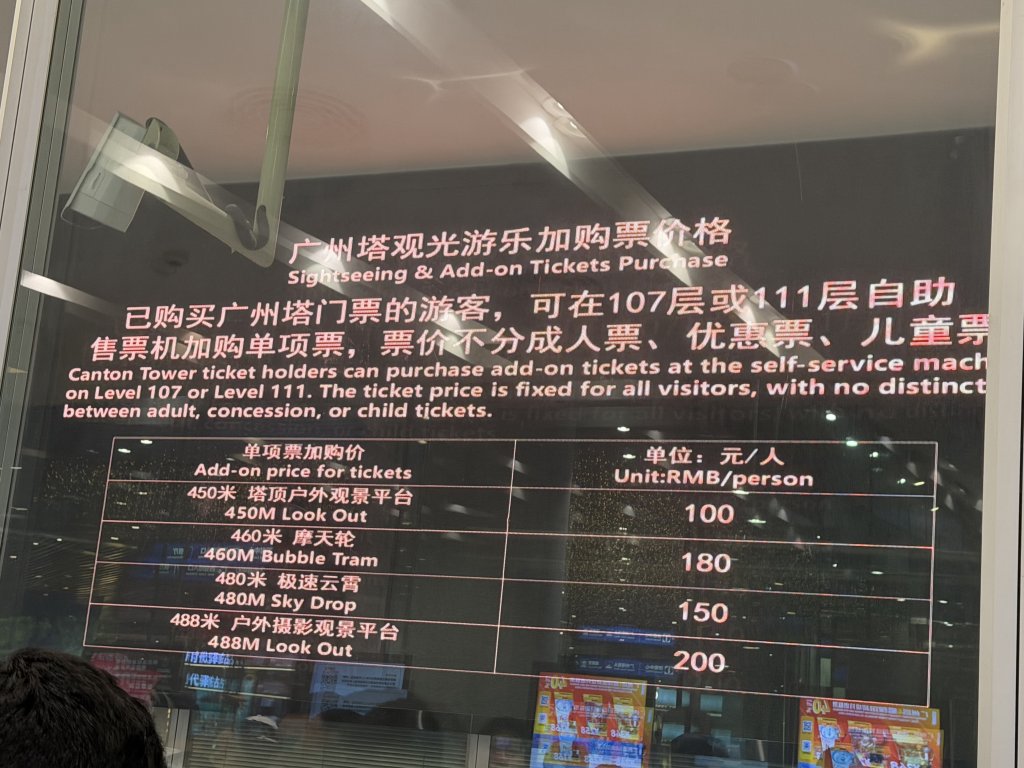 广州塔观光游乐加购票价格
Sightseeing & Add-on Tickets Purchase
已购买广州塔门票的游客，可在107层或111层自助
售票机加购单项票，票价不分成人票、优惠票、儿童票
Canton Tower ticket holders can purchase add-on tickets at the self-service mach
on Level 107 or Level 111. The ticket price is fixed for all visitors, with no distinct
between adult, concession, or child tickets.
单项票加购价
Add-on price for tickets
单位：元/人
Unit:RMB/person
450米 塔顶户外观景平台
450M Look Out
100
460米 摩天轮
460M Bubble Tram
180
480米 极速云霄
480M Sky Drop
150
488米 户外摄影观景平台
488M Look Out
200